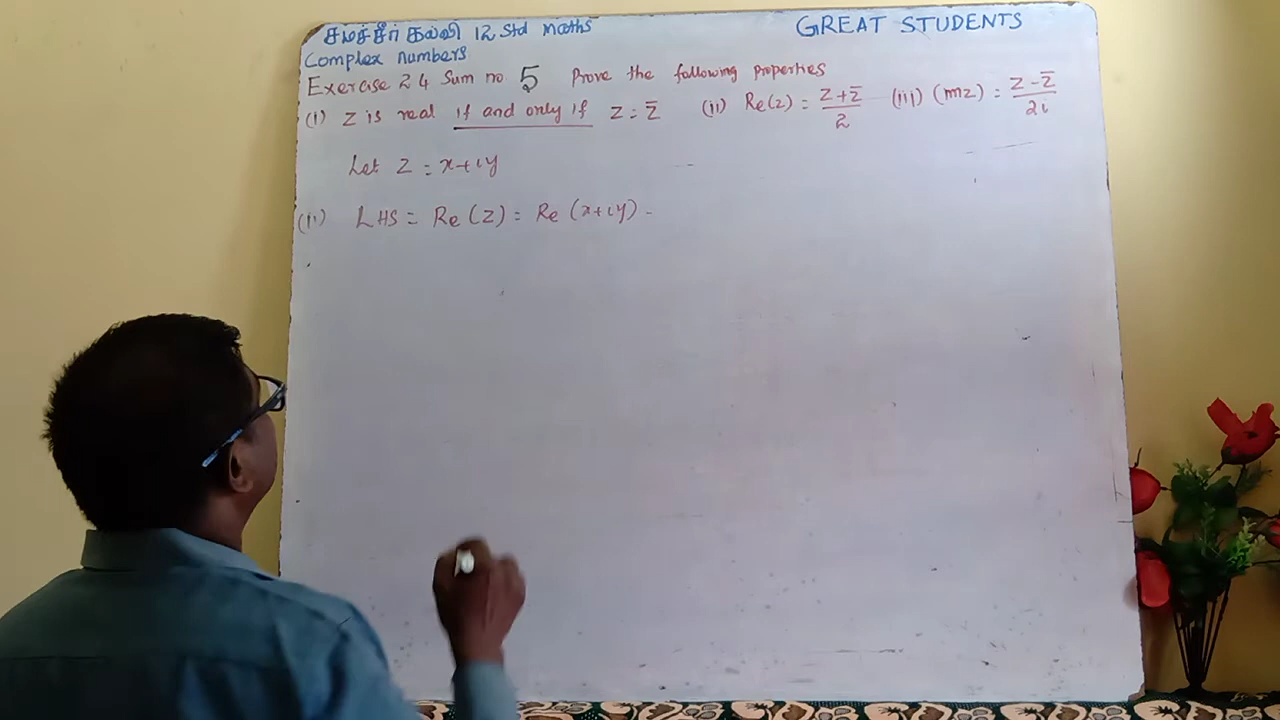 சமச்சீர் கல்வி 12 Std maths GREAT STUDENTS
Complex numbers
Exercise 2 4 Sum no 5 Prove the following properties
(i) Z is real if and only if Z = z̄ (ii) Re(z) = (Z + z̄)/2 (iii) (mz) = (Z - z̄)/2i
Let Z = x+iy
(ii) LHS = Re(Z) = Re(x+iy) -